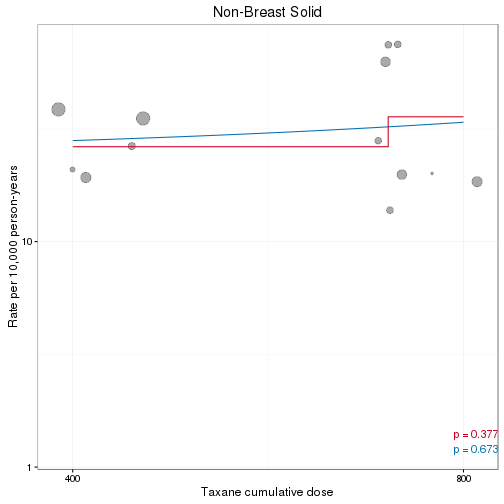 Non-Breast Solid
Rate per 10,000 person-years
10
1
p = 0.377
p = 0.673
400
800
Taxane cumulative dose